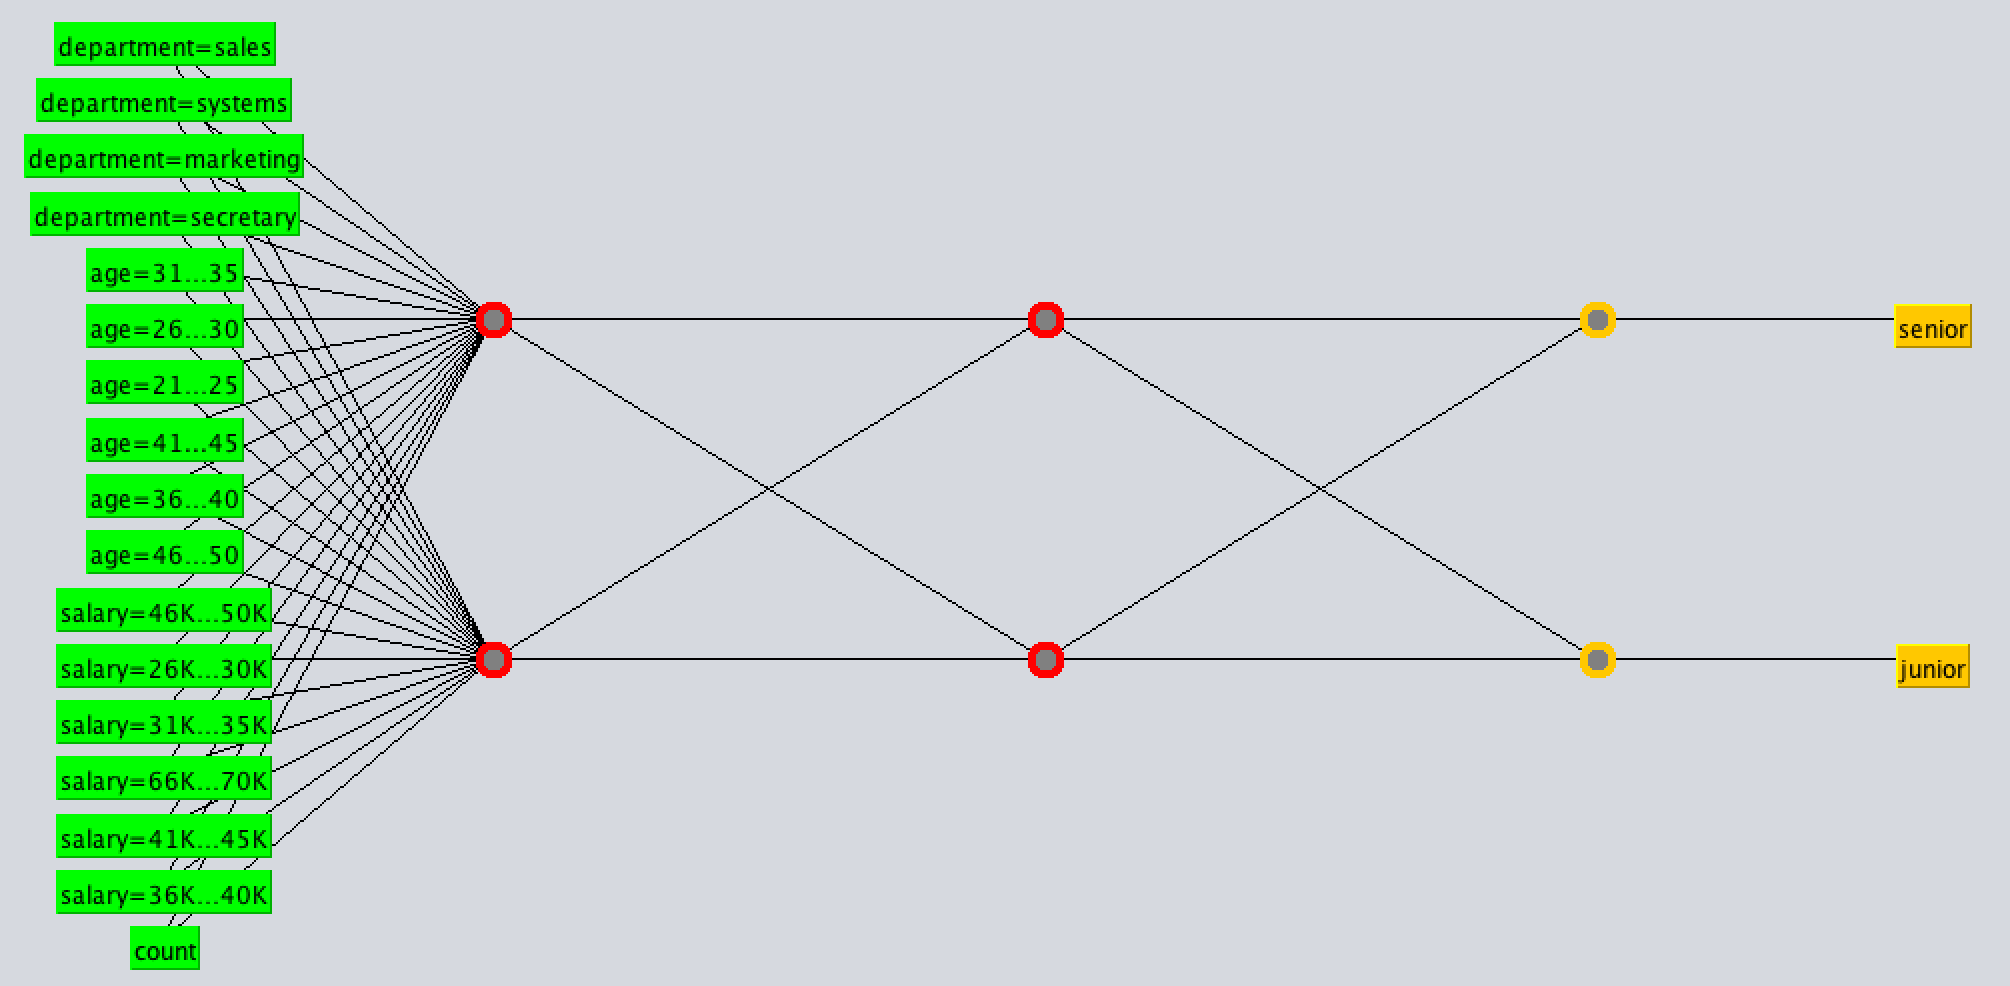 department=sales
department=systems
department=marketing
department=secretary
age=31...35
age=26...30
age=21...25
age=41...45
age=36...40
age=46...50
salary=46K...50K
salary=26K...30K
salary=31K...35K
salary=66K...70K
salary=41K...45K
salary=36K...40K
count
senior
junior